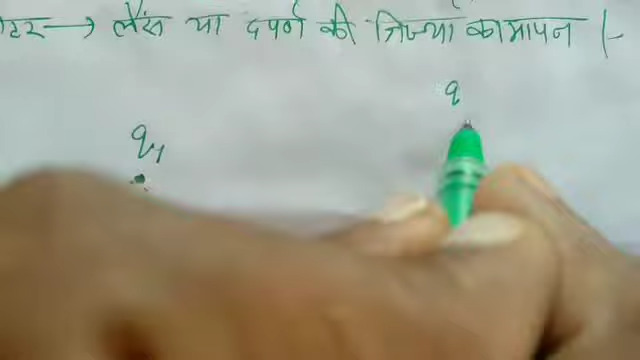 → लैंस या दर्पण की त्रिज्या का मापन |-
q
q₁